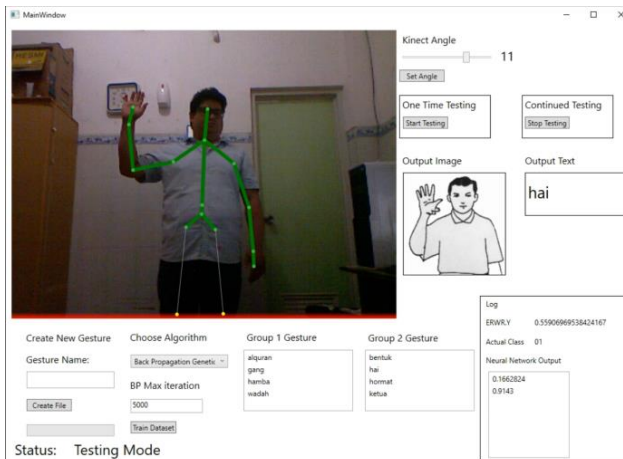 MainWindow
Kinect Angle
11
Set Angle
One Time Testing
Start Testing
Continued Testing
Stop Testing
Output Image
Output Text
hai
Create New Gesture
Gesture Name:
Create File
Choose Algorithm
Back Propagation Genetic
BP Max iteration
5000
Train Dataset
Group 1 Gesture
alquran
gang
hamba
wadah
Group 2 Gesture
bentuk
hai
hormat
ketua
Log
ERWR.Y 0.55906969538424167
Actual Class 01
Neural Network Output
0.1662824
0.9143
Status: Testing Mode